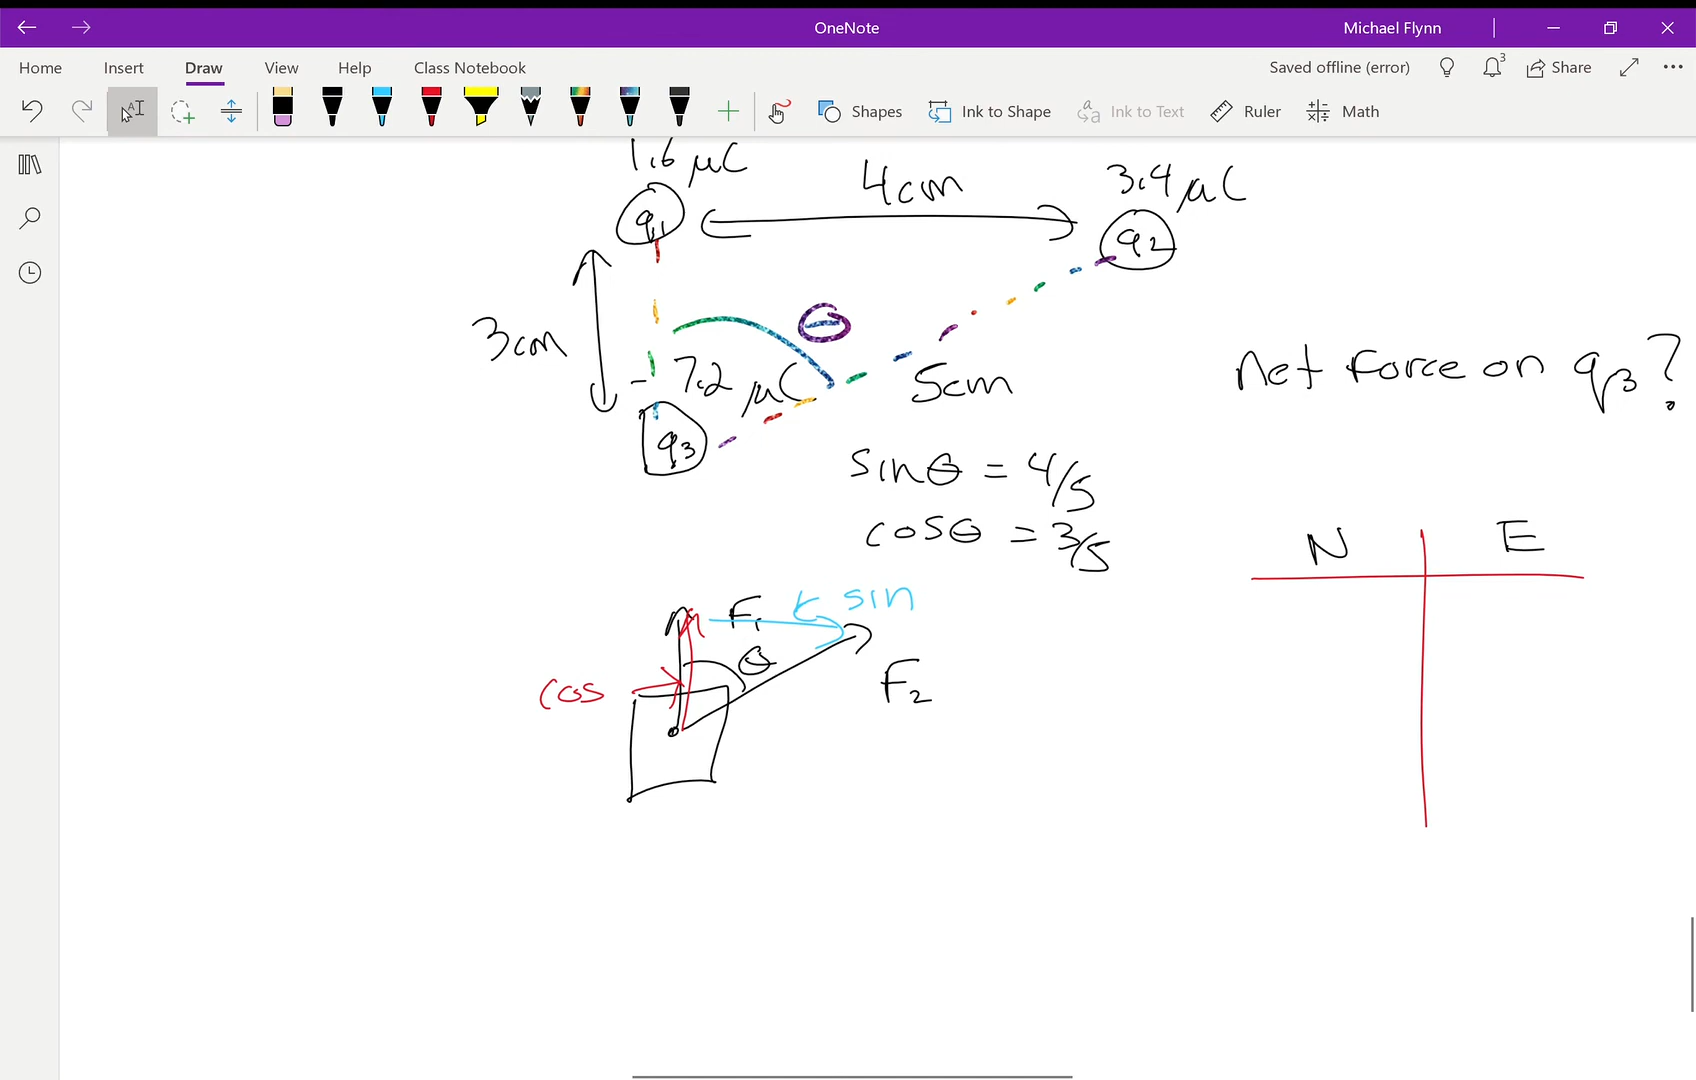 OneNote
Michael Flynn
Home Insert Draw View Help Class Notebook
Saved offline (error)
3
Share
Shapes
Ink to Shape
Ink to Text
Ruler
Math
1.6 μC
4cm
3.4 μC
q1
q2
3cm
θ
-7.2 μC
5cm
net force on q3?
q3
sinθ = 4/5
cosθ = 3/5
N E
F1
sin
θ
cos
F2